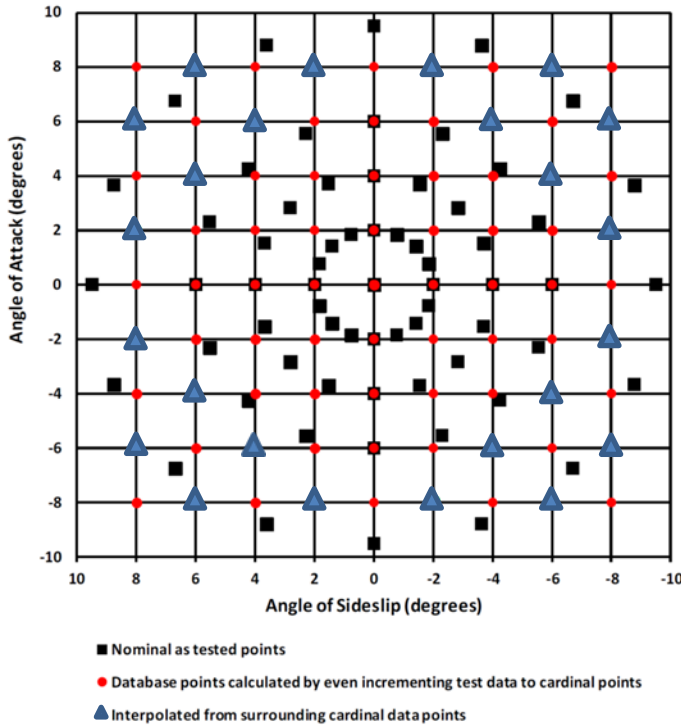 10
8
6
4
2
0
-2
-4
-6
-8
-10
Angle of Attack (degrees)
10 8 6 4 2 0 -2 -4 -6 -8 -10
Angle of Sideslip (degrees)
Nominal as tested points
Database points calculated by even incrementing test data to cardinal points
Interpolated from surrounding cardinal data points